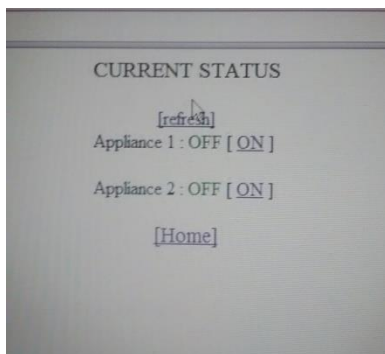 CURRENT STATUS
[refresh]
Appliance 1 : OFF [ ON ]
Appliance 2 : OFF [ ON ]
[Home]